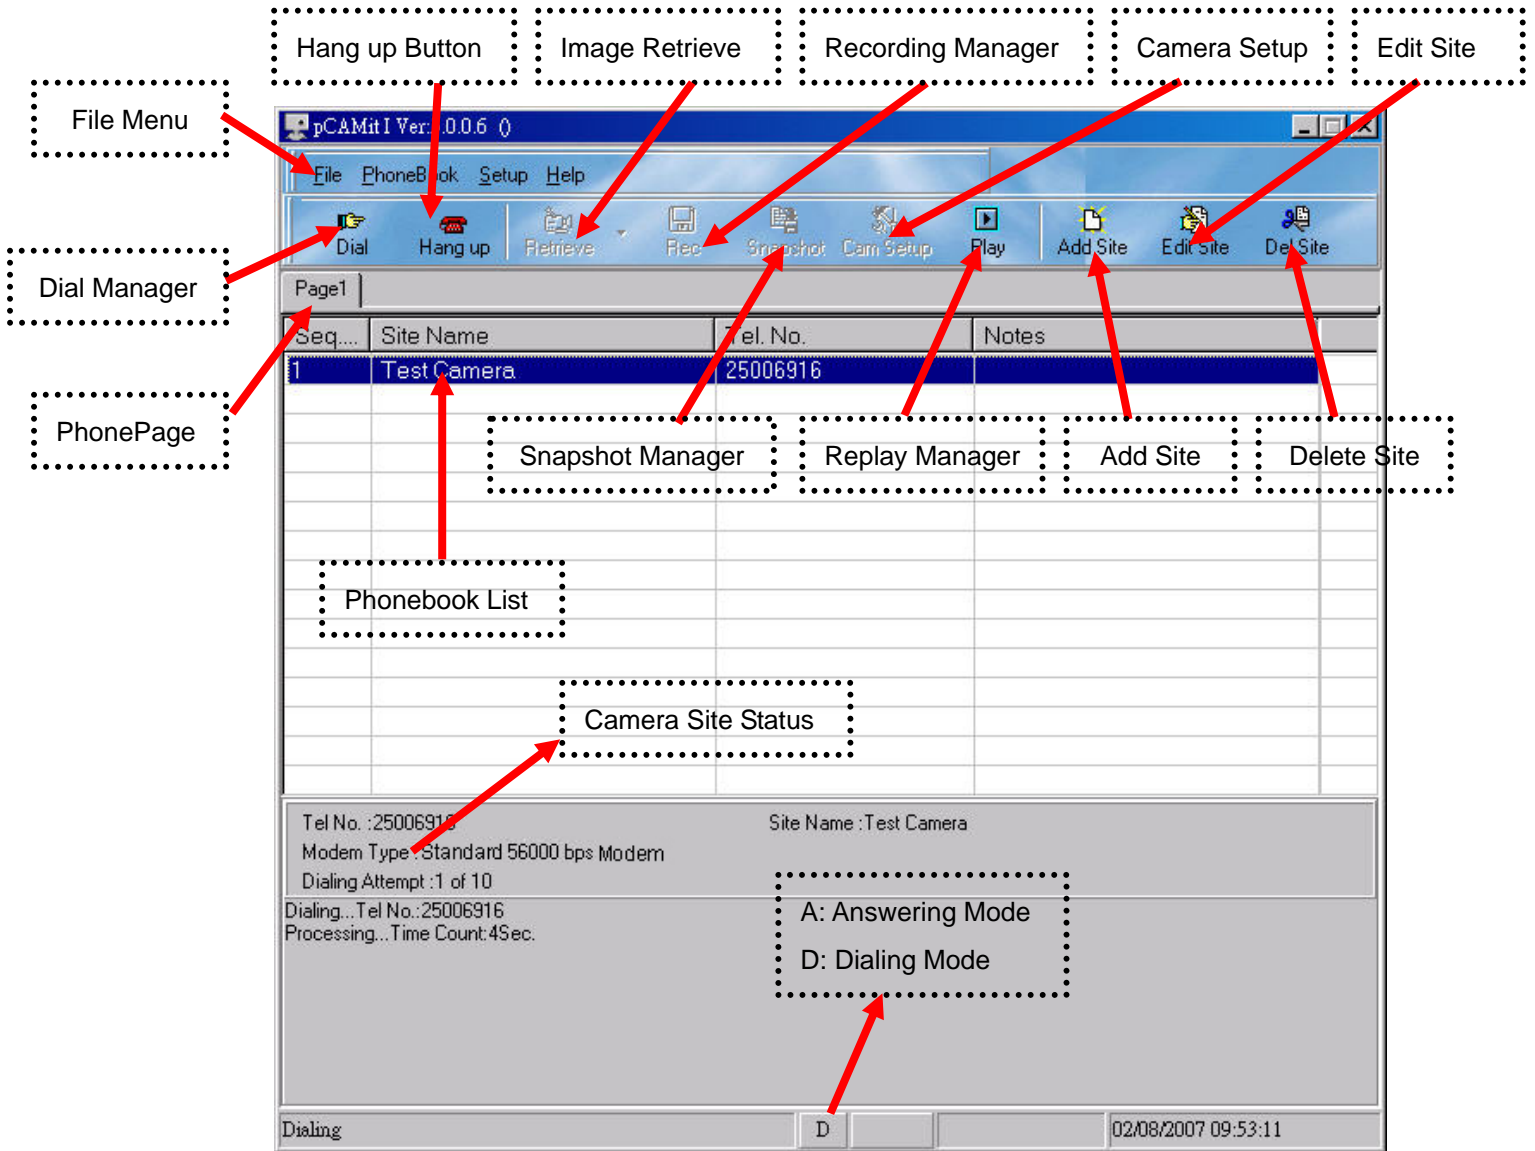 Hang up Button
Image Retrieve
Recording Manager
Camera Setup
Edit Site
File Menu
pCAMit I Ver: .0.0.6 ()
File PhoneBook Setup Help
Dial
Hang up
Retrieve
Rec
Snapshot
Cam Setup
Play
Add Site
Edit Site
Del Site
Dial Manager
Page1
Seq.... Site Name Tel. No. Notes
1 Test Camera 25006916
PhonePage
Snapshot Manager
Replay Manager
Add Site
Delete Site
Phonebook List
Camera Site Status
Tel No. :25006916 Site Name :Test Camera
Modem Type :Standard 56000 bps Modem
Dialing Attempt :1 of 10
Dialing...Tel No.:25006916
Processing...Time Count:4Sec.
A: Answering Mode
D: Dialing Mode
Dialing D 02/08/2007 09:53:11